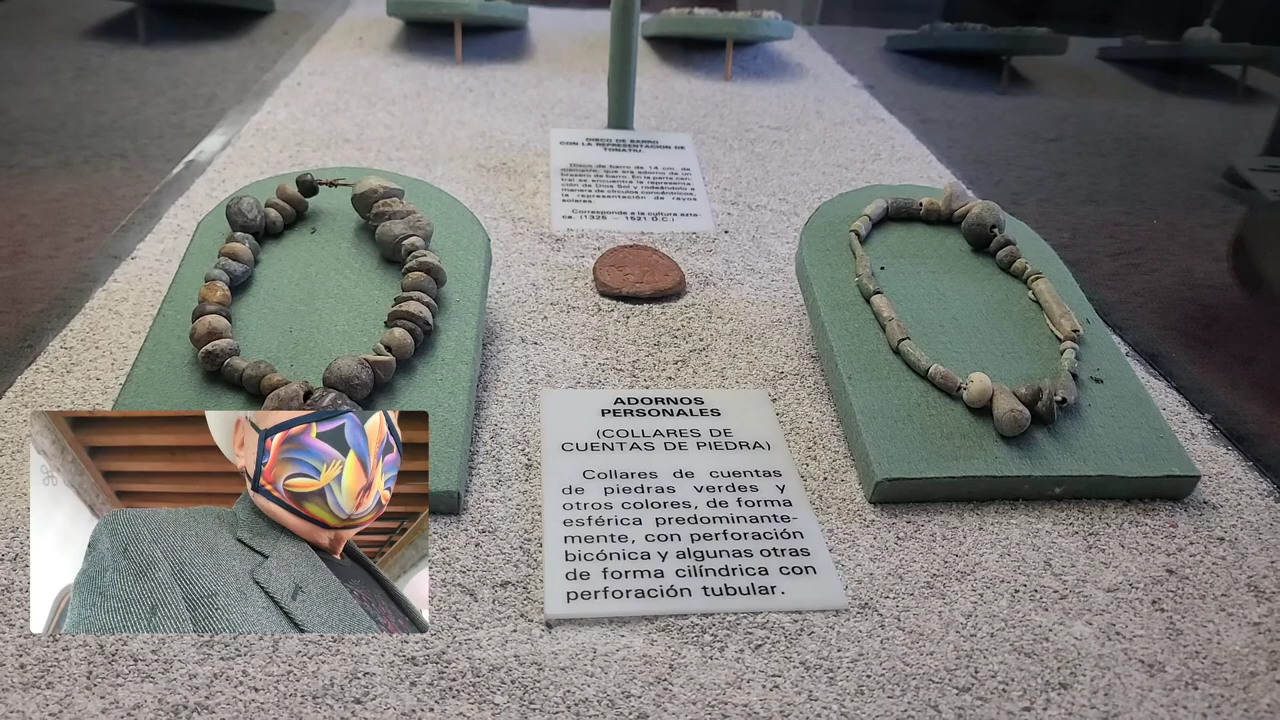 DISCO DE BARRO
CON LA REPRESENTACION DE
TONATIU.
Disco de barro de 14 cm. de
diámetro, que era adorno de un
brasero de barro. En la parte cen-
tral se encuentra la representa-
ción de Dios Sol y rodeándolo a
manera de círculos concéntricos,
la representación de rayos
solares.
Corresponde a la cultura azte-
ca. (1325 — 1521 D.C.)
ADORNOS
PERSONALES
(COLLARES DE
CUENTAS DE PIEDRA)
Collares de cuentas
de piedras verdes y
otros colores, de forma
esférica predominante-
mente, con perforación
bicónica y algunas otras
de forma cilíndrica con
perforación tubular.